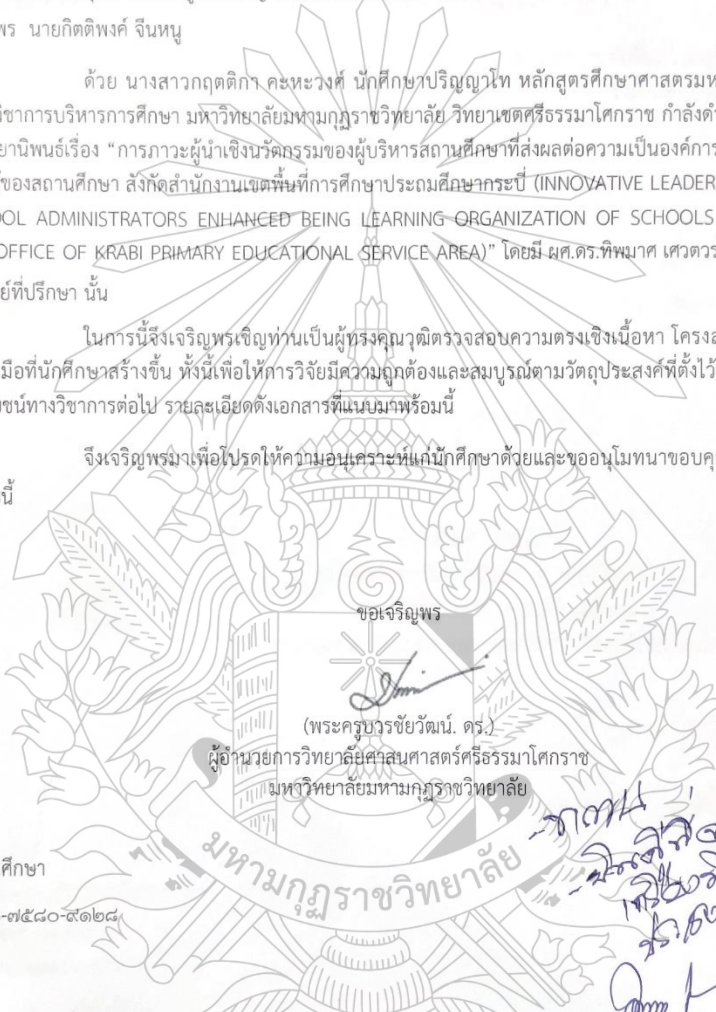 พร นายกิตติพงค์ จีนหนู
ด้วย นางสาวกฤตติกา คะหะวงศ์ นักศึกษาปริญญาโท หลักสูตรศึกษาศาสตรมห
วิชาการบริหารการศึกษา มหาวิทยาลัยมหามกุฏราชวิทยาลัย วิทยาเขตศรีธรรมาโศกราช กำลังดำ
ยานิพนธ์เรื่อง “การภาวะผู้นำเชิงนวัตกรรมของผู้บริหารสถานศึกษาที่ส่งผลต่อความเป็นองค์การ
ของสถานศึกษา สังกัดสำนักงานเขตพื้นที่การศึกษาประถมศึกษากระบี่ (INNOVATIVE LEADER
OOL ADMINISTRATORS ENHANCED BEING LEARNING ORGANIZATION OF SCHOOLS
OFFICE OF KRABI PRIMARY EDUCATIONAL SERVICE AREA)” โดยมี ผศ.ดร.ทิพมาศ เศวตวร
ย์ที่ปรึกษา นั้น
ในการนี้จึงเจริญพรเชิญท่านเป็นผู้ทรงคุณวุฒิตรวจสอบความตรงเชิงเนื้อหา โครงส
มือที่นักศึกษาสร้างขึ้น ทั้งนี้เพื่อให้การวิจัยมีความถูกต้องและสมบูรณ์ตามวัตถุประสงค์ที่ตั้งไว้
ยชน์ทางวิชาการต่อไป รายละเอียดดังเอกสารที่แนบมาพร้อมนี้
จึงเจริญพรมาเพื่อโปรดให้ความอนุเคราะห์แก่นักศึกษาด้วยและขออนุโมทนาขอบคุ
นี้
ขอเจริญพร
(พระครูบวรชัยวัฒน์. ดร.)
ผู้อำนวยการวิทยาลัยศาสนศาสตร์ศรีธรรมาโศกราช
มหาวิทยาลัยมหามกุฏราชวิทยาลัย
มหามกุฏราชวิทยาลัย
ศึกษา
-๗๕๘๐-๙๑๒๘